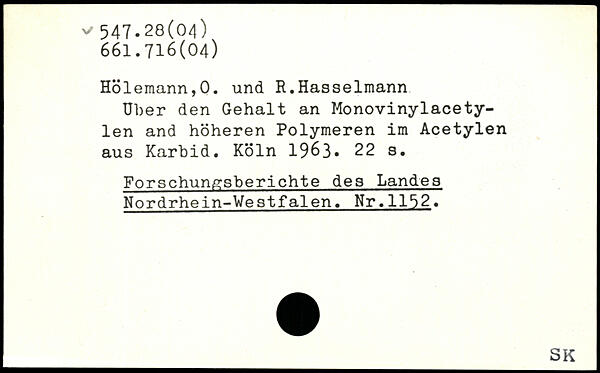 547.28(04)
661.716(04)
Hölemann,O. und R.Hasselmann
Über den Gehalt an Monovinylacety-
len and höheren Polymeren im Acetylen
aus Karbid. Köln 1963. 22 s.
Forschungsberichte des Landes
Nordrhein-Westfalen. Nr.1152.
SK